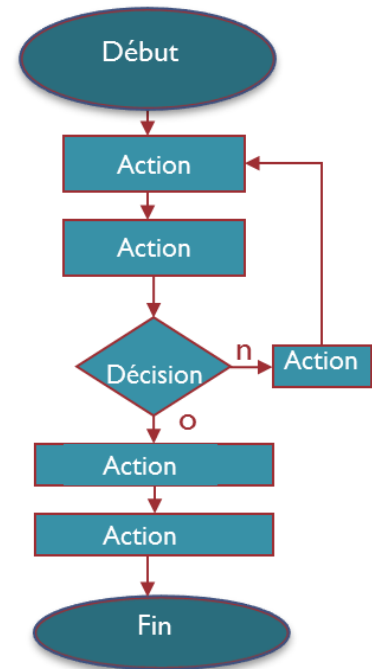 Début
Action
Action
Décision
n
Action
o
Action
Action
Fin